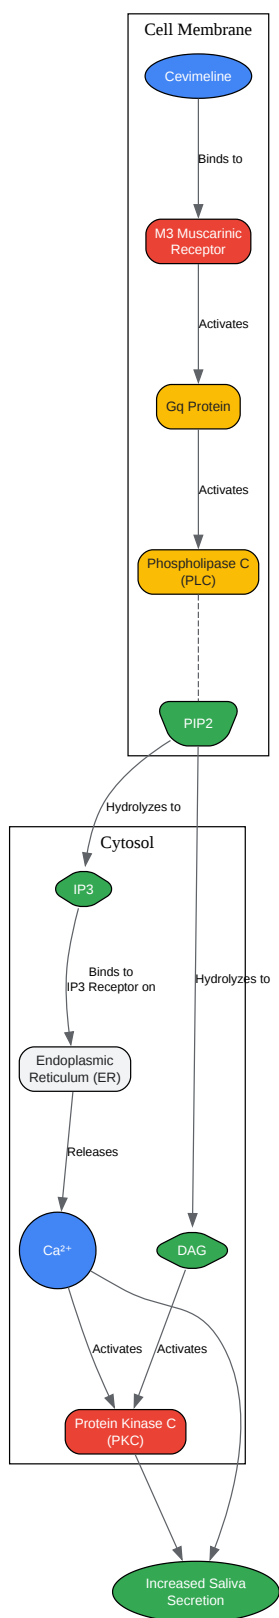 Cell Membrane
Cevimeline
Binds to
M3 Muscarinic
Receptor
Activates
Gq Protein
Activates
Phospholipase C
(PLC)
PIP2
Hydrolyzes to
Cytosol
IP3
Binds to
IP3 Receptor on
Hydrolyzes to
Endoplasmic
Reticulum (ER)
Releases
Ca²⁺
DAG
Activates
Activates
Protein Kinase C
(PKC)
Increased Saliva
Secretion